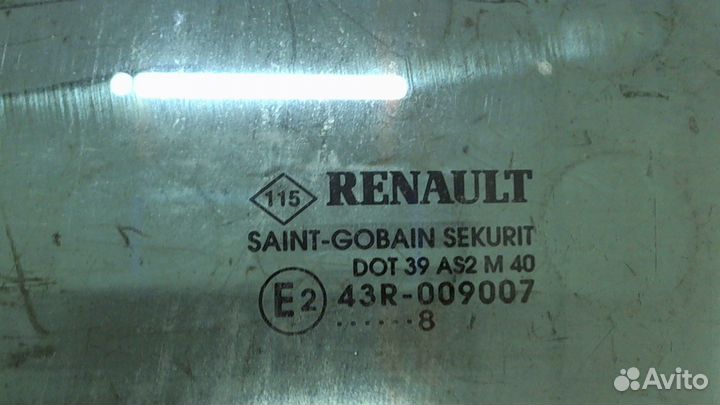 115 RENAULT
SAINT-GOBAIN SEKURIT
DOT 39 AS2 M 40
E2 43R-009007
......8
Avito